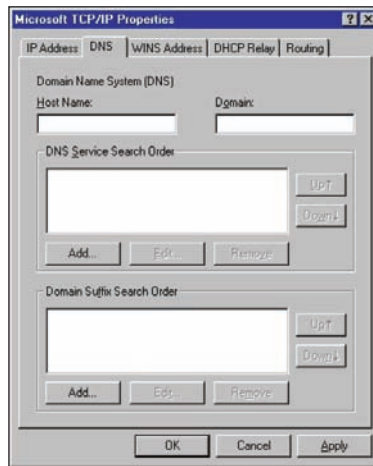 Microsoft TCP/IP Properties
IP Address DNS WINS Address DHCP Relay Routing
Domain Name System (DNS)
Host Name: Domain:
DNS Service Search Order
Up↑
Down↓
Add... Edit... Remove
Domain Suffix Search Order
Up↑
Down↓
Add... Edit... Remove
OK Cancel Apply